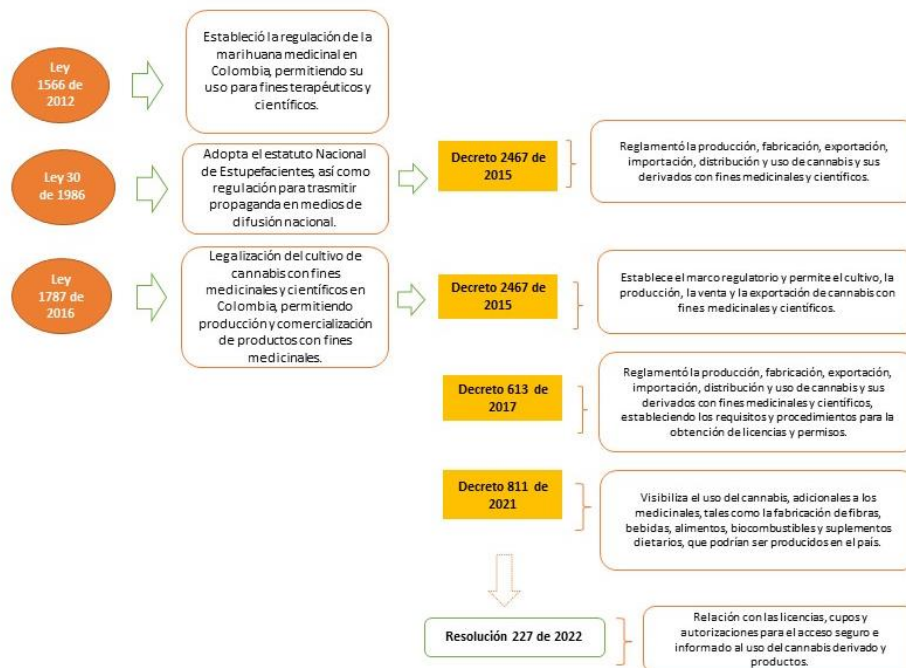 Ley
1566 de
2012
Estableció la regulación de la
marihuana medicinal en
Colombia, permitiendo su
uso para fines terapéuticos y
científicos.
Ley 30
de 1986
Adopta el estatuto Nacional
de Estupefacientes, así como
regulación para trasmitir
propaganda en medios de
difusión nacional.
Decreto 2467 de
2015
Reglamentó la producción, fabricación, exportación,
importación, distribución y uso de cannabis y sus
derivados con fines medicinales y científicos.
Ley
1787 de
2016
Legalización del cultivo de
cannabis con fines
medicinales y científicos en
Colombia, permitiendo
producción y comercialización
de productos con fines
medicinales.
Decreto 2467 de
2015
Establece el marco regulatorio y permite el cultivo, la
producción, la venta y la exportación de cannabis con
fines medicinales y científicos.
Decreto 613 de
2017
Reglamentó la producción, fabricación, exportación,
importación, distribución y uso de cannabis y sus
derivados con fines medicinales y científicos,
estableciendo los requisitos y procedimientos para la
obtención de licencias y permisos.
Decreto 811 de
2021
Visibiliza el uso del cannabis, adicionales a los
medicinales, tales como la fabricación de fibras,
bebidas, alimentos, biocombustibles y suplementos
dietarios, que podrían ser producidos en el país.
Resolución 227 de 2022
Relación con las licencias, cupos y
autorizaciones para el acceso seguro e
informado al uso del cannabis derivado y
productos.